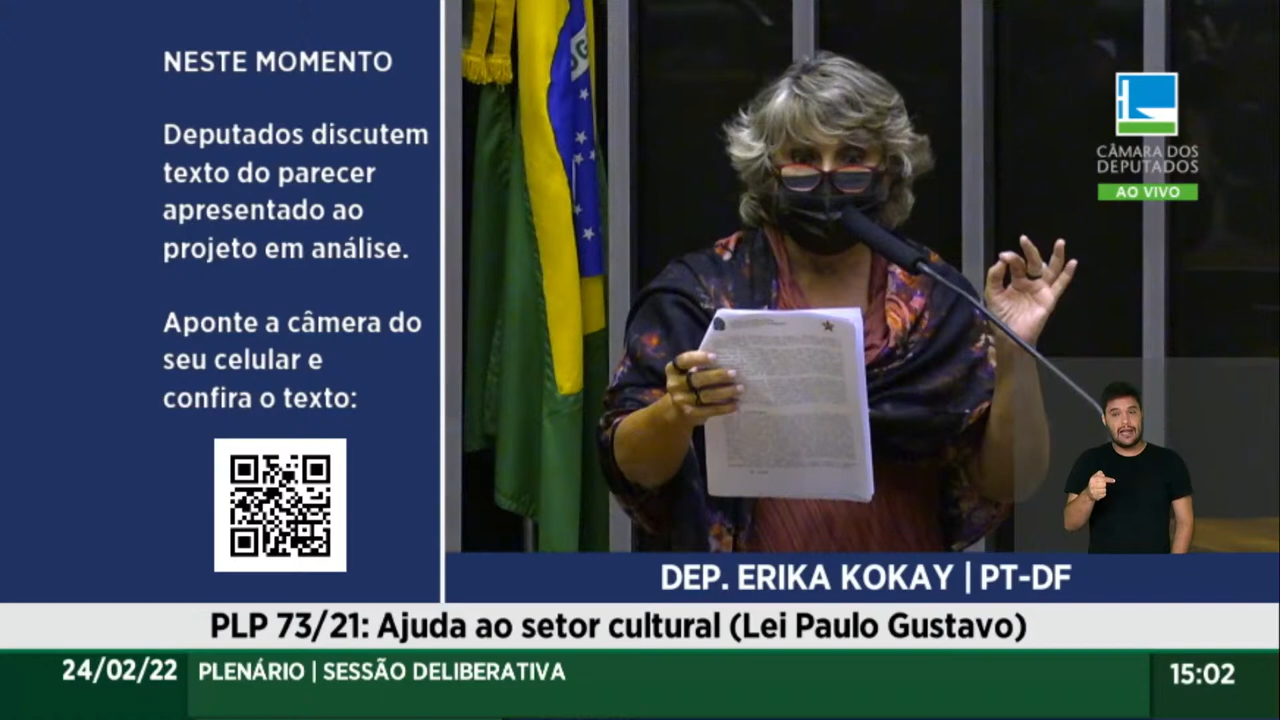 NESTE MOMENTO
Deputados discutem
texto do parecer
apresentado ao
projeto em análise.
Aponte a câmera do
seu celular e
confira o texto:
CÂMARA DOS
DEPUTADOS
AO VIVO
DEP. ERIKA KOKAY | PT-DF
PLP 73/21: Ajuda ao setor cultural (Lei Paulo Gustavo)
24/02/22 PLENÁRIO | SESSÃO DELIBERATIVA 15:02